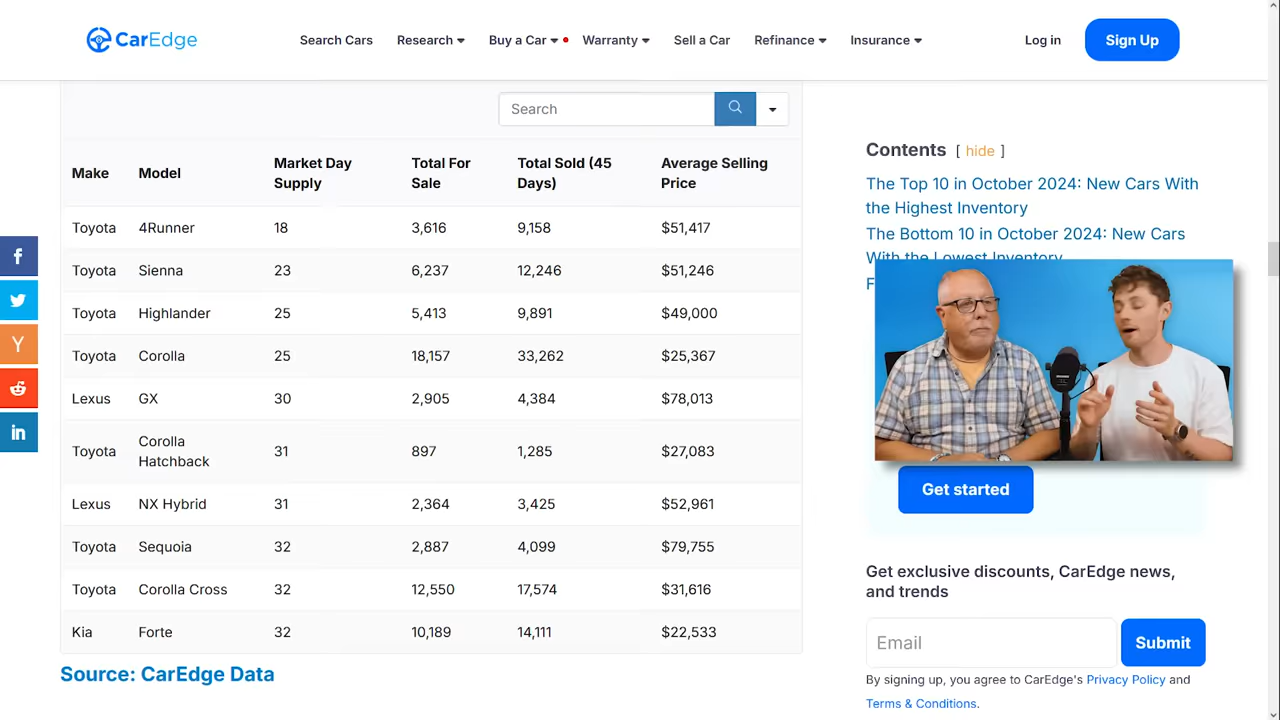 CarEdge
Search Cars
Research
Buy a Car
Warranty
Sell a Car
Refinance
Insurance
Log in
Sign Up
Search
Make Model Market Day Supply Total For Sale Total Sold (45 Days) Average Selling Price
Toyota 4Runner 18 3,616 9,158 $51,417
Toyota Sienna 23 6,237 12,246 $51,246
Toyota Highlander 25 5,413 9,891 $49,000
Toyota Corolla 25 18,157 33,262 $25,367
Lexus GX 30 2,905 4,384 $78,013
Toyota Corolla Hatchback 31 897 1,285 $27,083
Lexus NX Hybrid 31 2,364 3,425 $52,961
Toyota Sequoia 32 2,887 4,099 $79,755
Toyota Corolla Cross 32 12,550 17,574 $31,616
Kia Forte 32 10,189 14,111 $22,533
Source: CarEdge Data
Contents [ hide ]
The Top 10 in October 2024: New Cars With
the Highest Inventory
The Bottom 10 in October 2024: New Cars
With the Lowest Inventory
Get started
Get exclusive discounts, CarEdge news,
and trends
Email
Submit
By signing up, you agree to CarEdge's Privacy Policy and
Terms & Conditions.